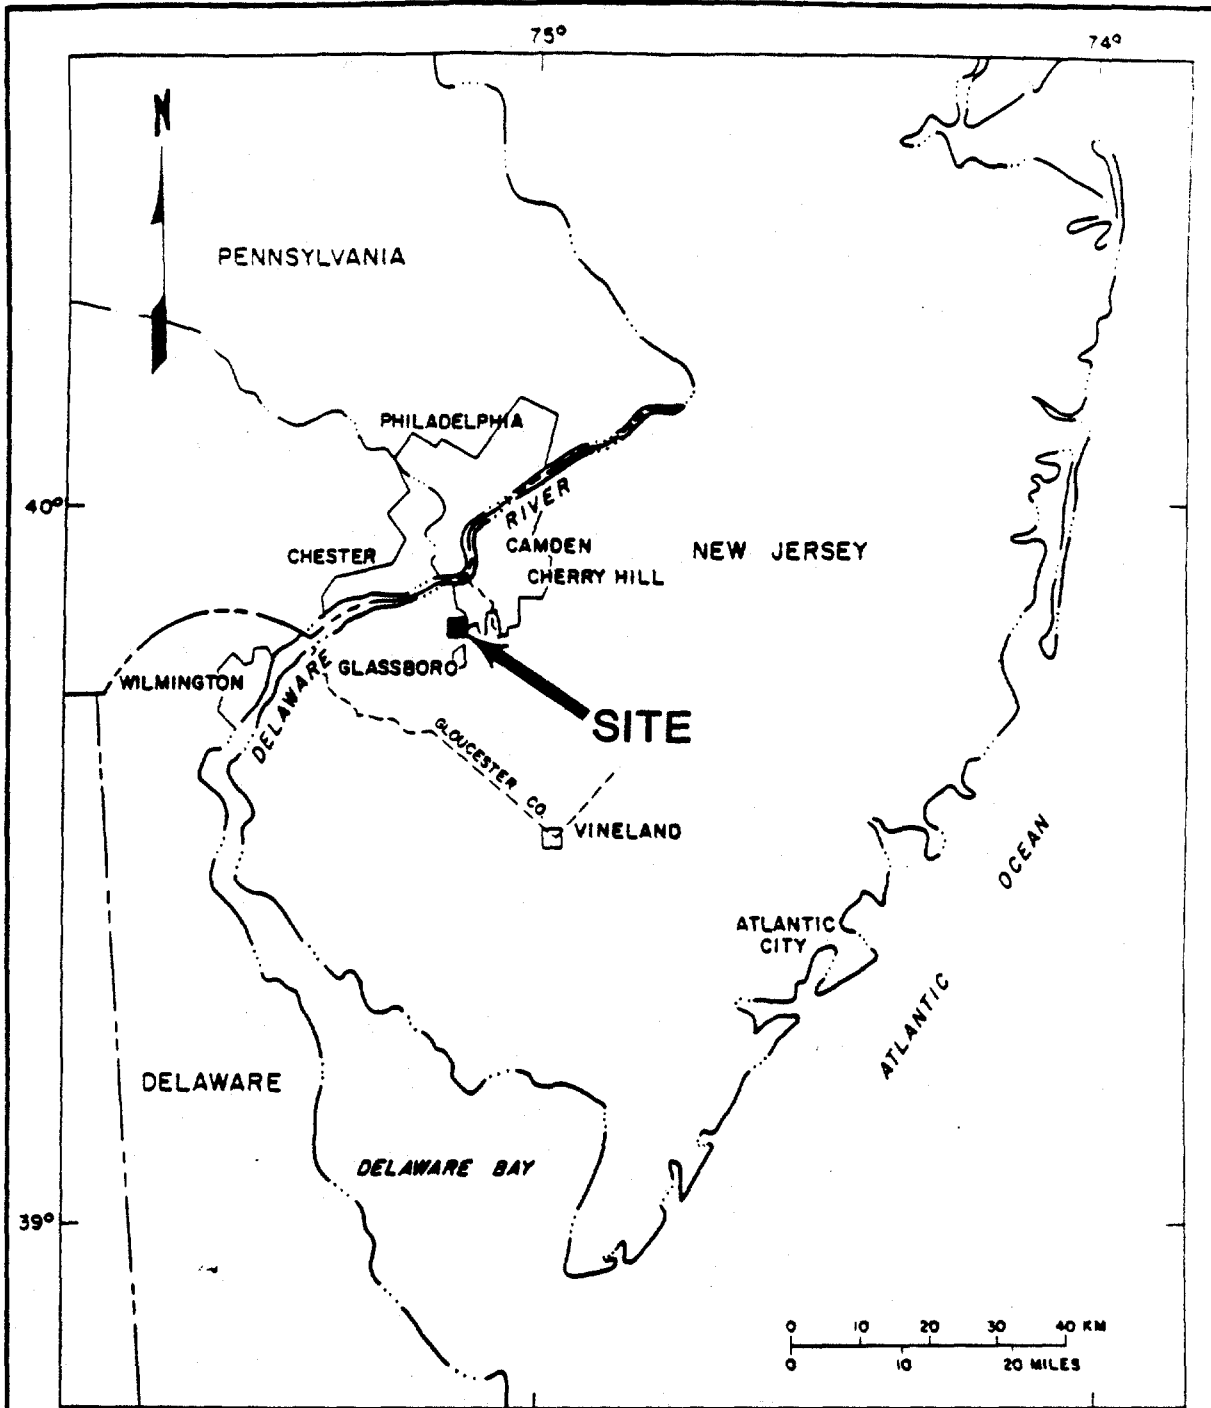 75°
74°
N
PENNSYLVANIA
PHILADELPHIA
40°
RIVER
CAMDEN
NEW JERSEY
CHESTER
CHERRY HILL
GLASSBORO
WILMINGTON
DELAWARE
SITE
GLOUCESTER CO.
VINELAND
OCEAN
ATLANTIC
CITY
ATLANTIC
DELAWARE
DELAWARE BAY
39°
0 10 20 30 40 KM
0 10 20 MILES